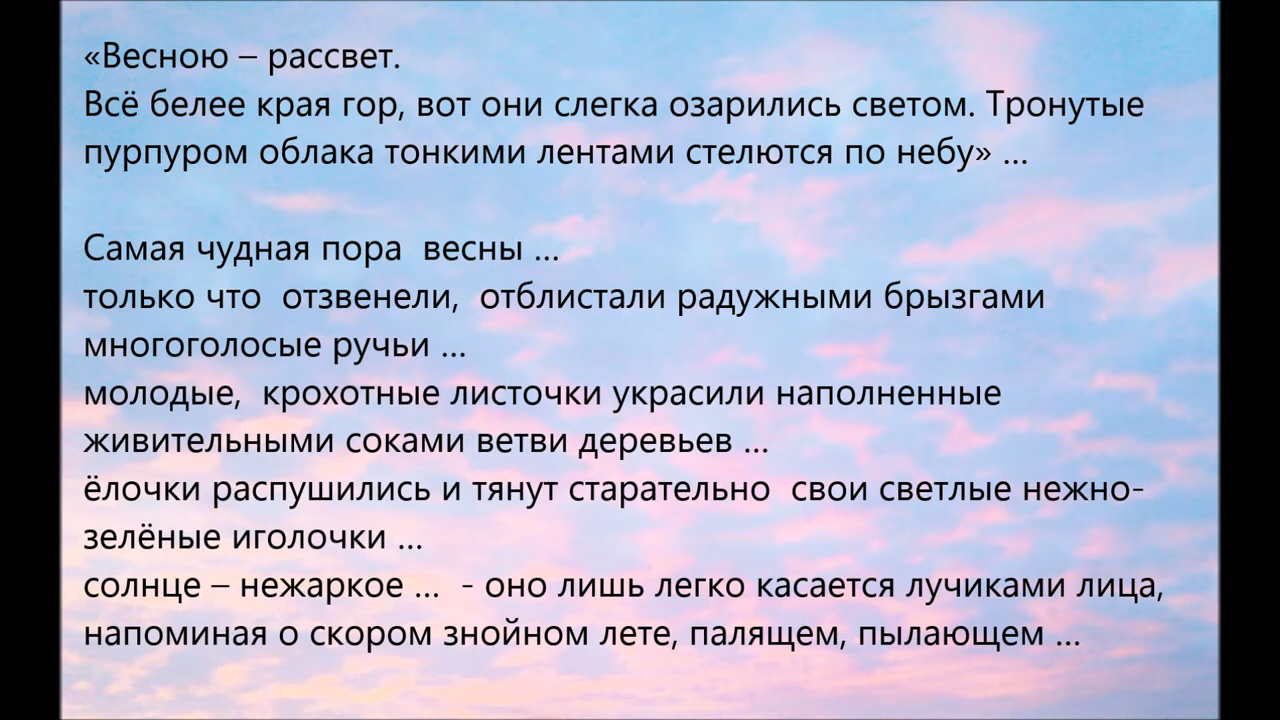 «Весною – рассвет.
Всё белее края гор, вот они слегка озарились светом. Тронутые
пурпуром облака тонкими лентами стелются по небу» ...
Самая чудная пора  весны ...
только что  отзвенели,  отблистали радужными брызгами
многоголосые ручьи ...
молодые,  крохотные листочки украсили наполненные
живительными соками ветви деревьев ...
ёлочки распушились и тянут старательно  свои светлые нежно-
зелёные иголочки ...
солнце – нежаркое ...  - оно лишь легко касается лучиками лица,
напоминая о скором знойном лете, палящем, пылающем ...